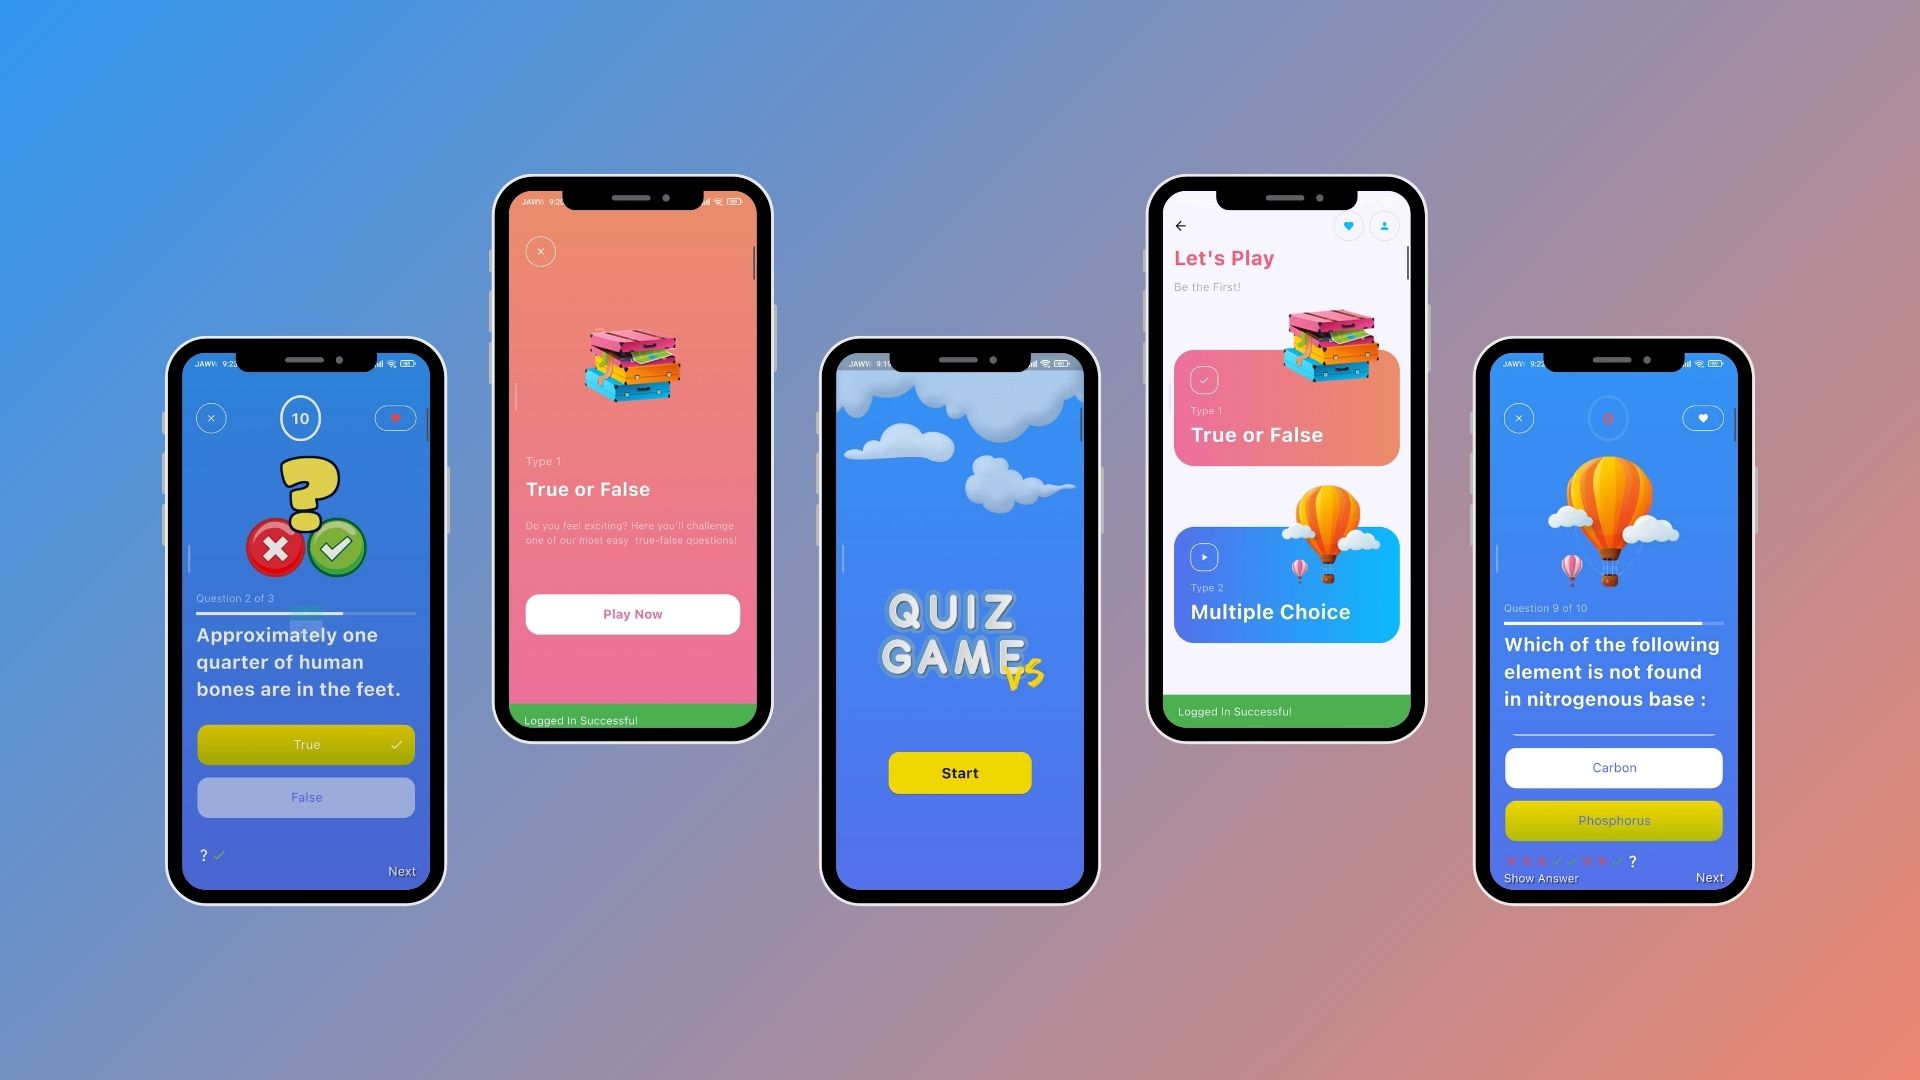 JAWW 9:23
10
Question 2 of 3
Approximately one
quarter of human
bones are in the feet.
True
False
?
Next
Type 1
True or False
Do you feel exciting? Here you'll challenge
one of our most easy true-false questions!
Play Now
Logged In Successful
QUIZ
GAME
VS
Start
Let's Play
Be the First!
Type 1
True or False
Type 2
Multiple Choice
Logged In Successful
0
Question 9 of 10
Which of the following
element is not found
in nitrogenous base :
Carbon
Phosphorus
?
Show Answer
Next